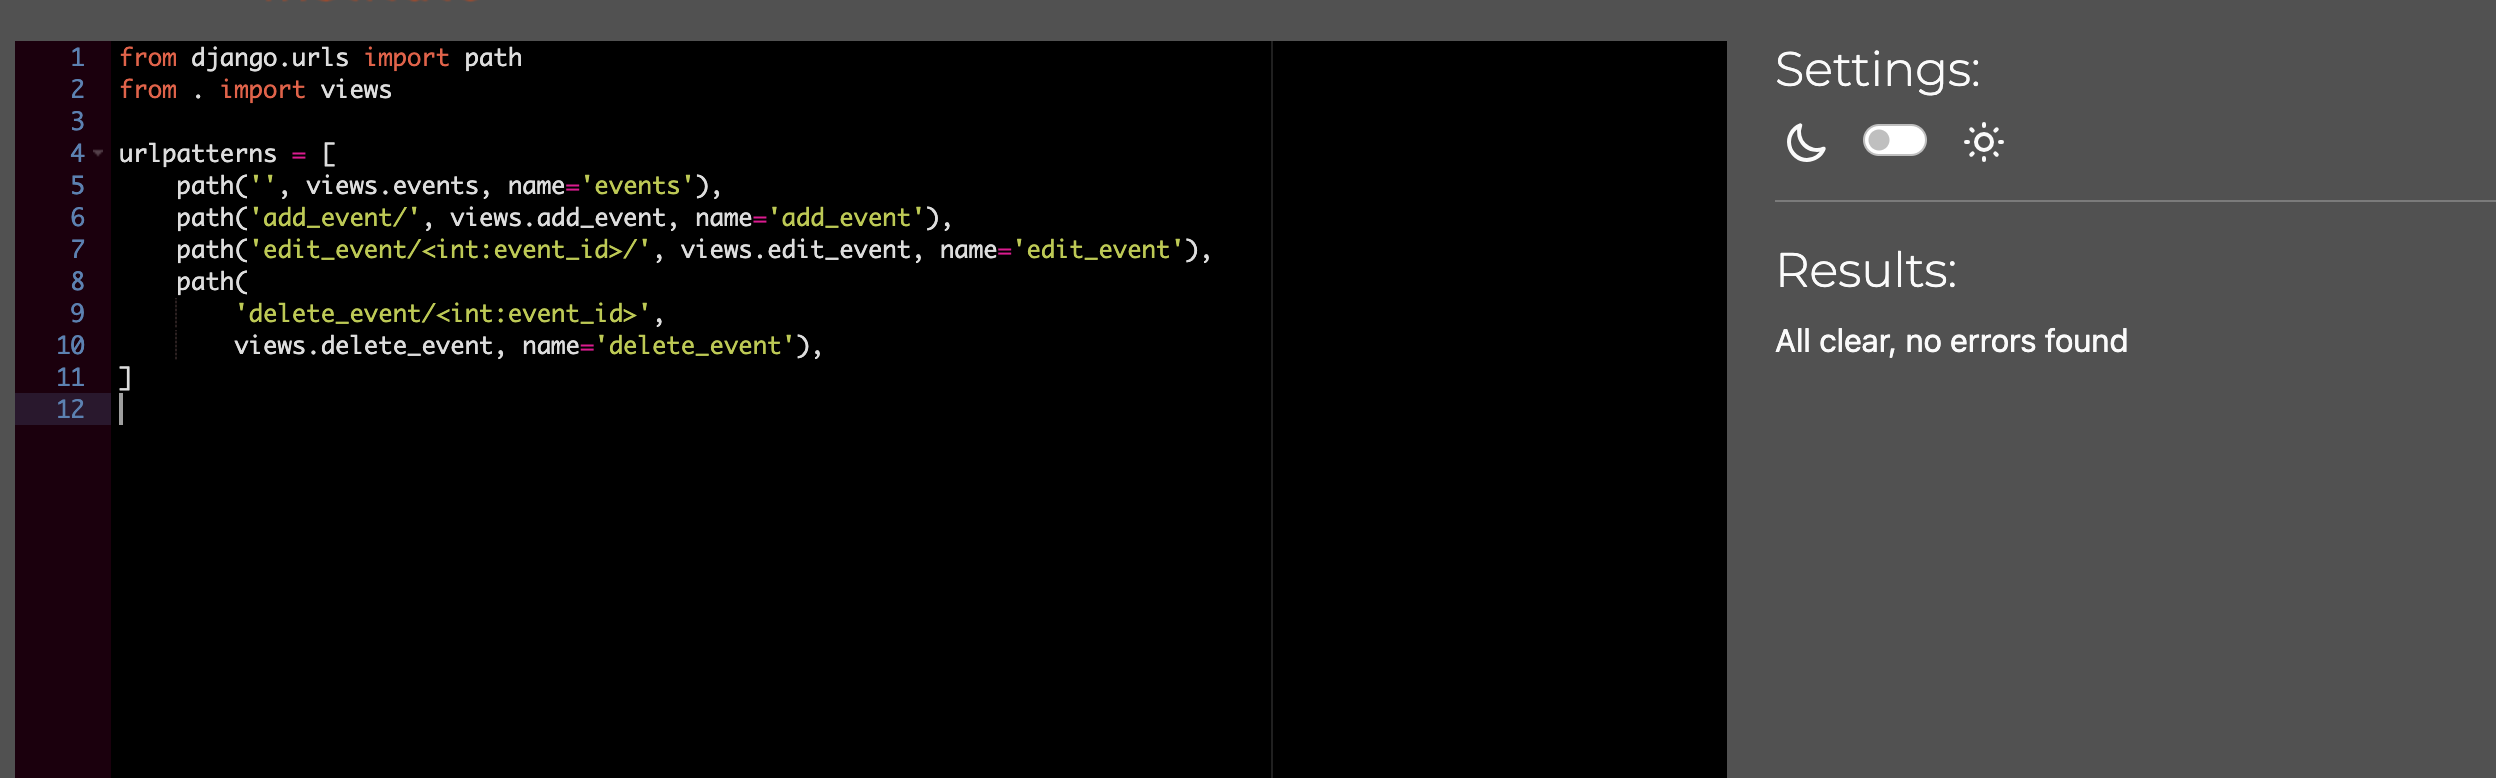 1 from django.urls import path
2 from . import views
3
4 urlpatterns = [
5     path('', views.events, name='events'),
6     path('add_event/', views.add_event, name='add_event'),
7     path('edit_event/<int:event_id>/', views.edit_event, name='edit_event'),
8     path(
9         'delete_event/<int:event_id>',
10         views.delete_event, name='delete_event'),
11 ]
12
Settings:
Results:
All clear, no errors found